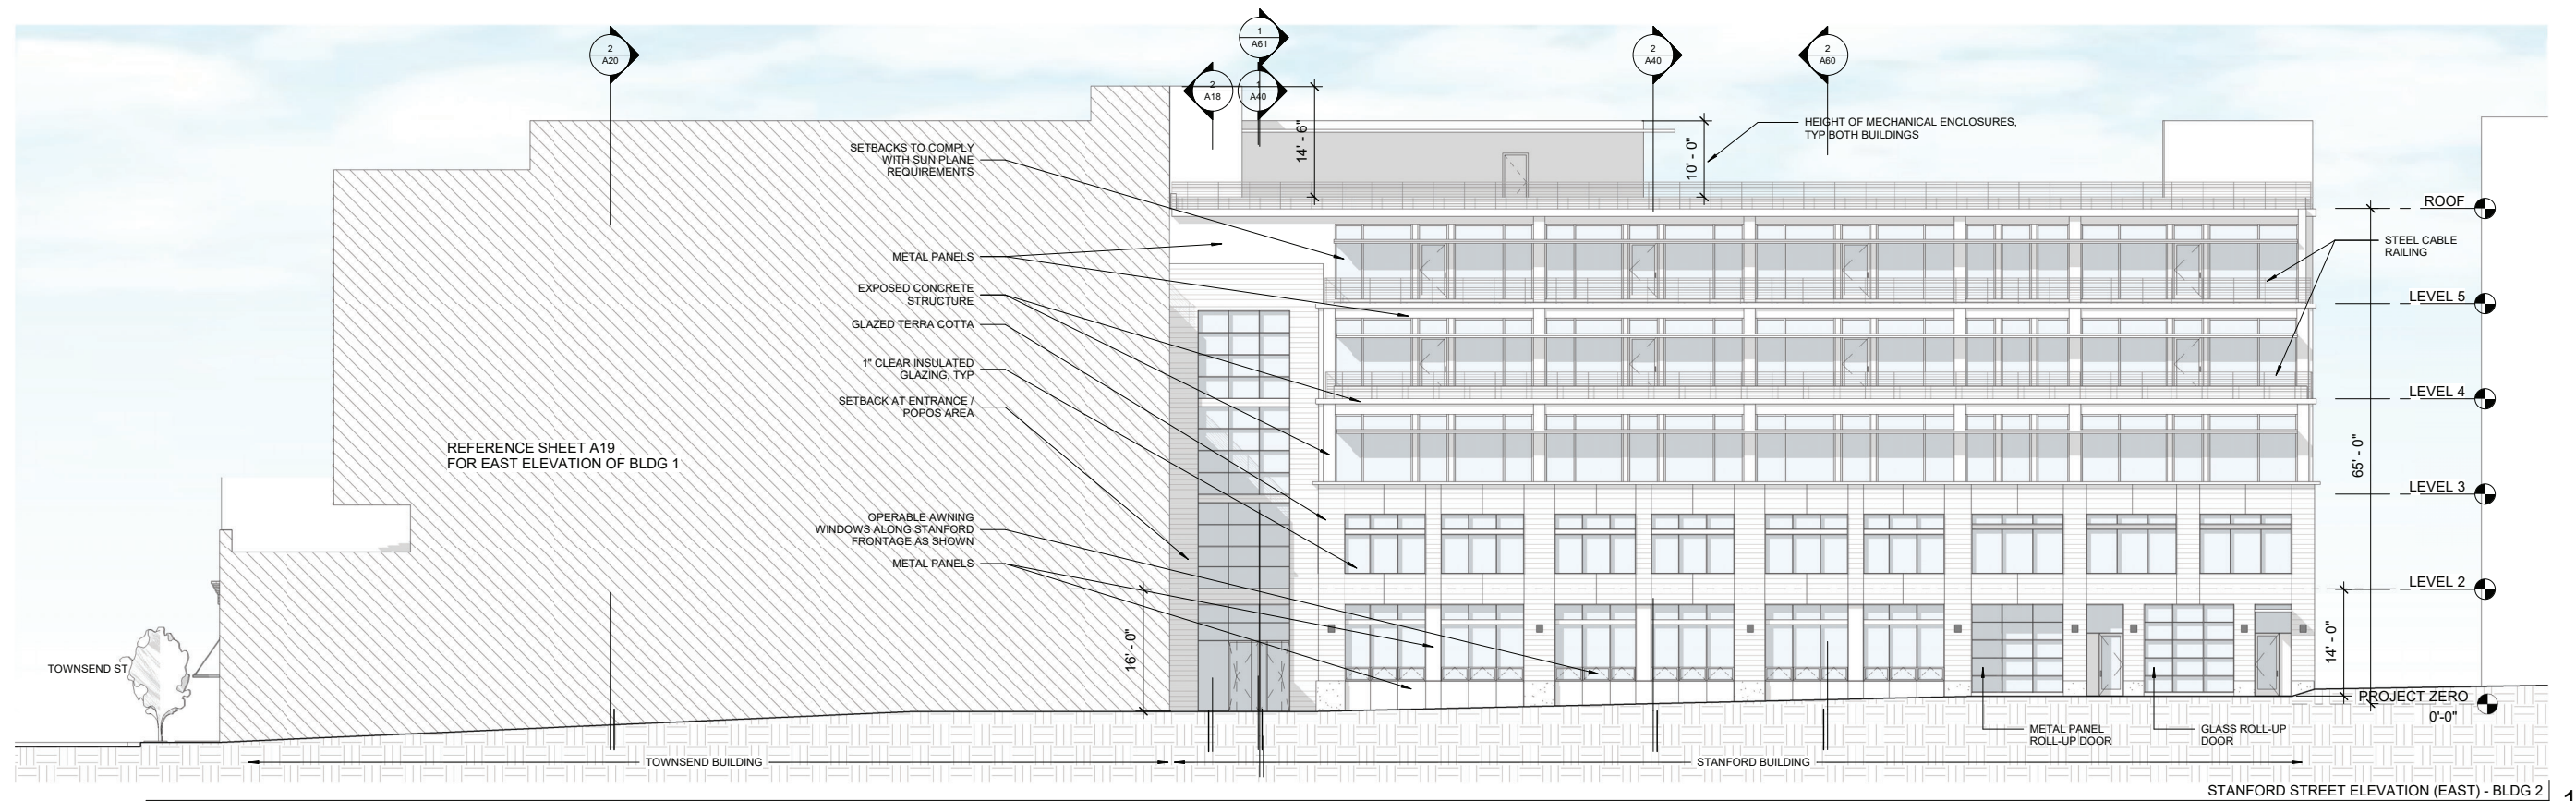 1
A61
2
A20
2
A40
2
A60
2
A18
1
A40
14' - 6"
10' - 0"
HEIGHT OF MECHANICAL ENCLOSURES,
TYP BOTH BUILDINGS
SETBACKS TO COMPLY
WITH SUN PLANE
REQUIREMENTS
METAL PANELS
EXPOSED CONCRETE
STRUCTURE
GLAZED TERRA COTTA
1" CLEAR INSULATED
GLAZING, TYP
SETBACK AT ENTRANCE /
POPOS AREA
REFERENCE SHEET A19
FOR EAST ELEVATION OF BLDG 1
OPERABLE AWNING
WINDOWS ALONG STANFORD
FRONTAGE AS SHOWN
METAL PANELS
ROOF
STEEL CABLE
RAILING
LEVEL 5
LEVEL 4
65' - 0"
LEVEL 3
LEVEL 2
16' - 0"
14' - 0"
TOWNSEND ST
PROJECT ZERO
0'-0"
METAL PANEL
ROLL-UP DOOR
GLASS ROLL-UP
DOOR
TOWNSEND BUILDING
STANFORD BUILDING
STANFORD STREET ELEVATION (EAST) - BLDG 2
1